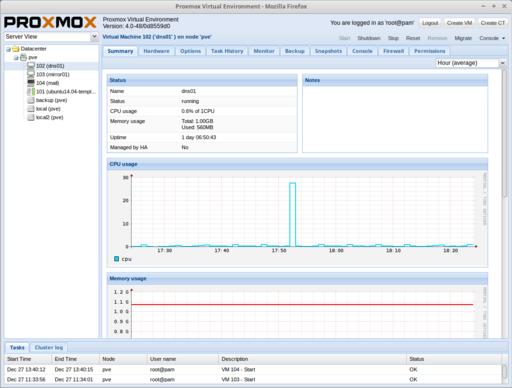 Proxmox Virtual Environment - Mozilla Firefox
PROXMOX
Proxmox Virtual Environment
Version: 4.0-48/0d8559d0
You are logged in as 'root@pam'
Logout
Create VM
Create CT
Server View
Virtual Machine 102 ('dns01' ) on node 'pve'
Start
Shutdown
Stop
Reset
Remove
Migrate
Console
Datacenter
pve
102 (dns01)
103 (mirror01)
104 (mail)
101 (ubuntu14.04-templ...
backup (pve)
local (pve)
local2 (pve)
Summary
Hardware
Options
Task History
Monitor
Backup
Snapshots
Firewall
Console
Permissions
Hour (average)
Status
Name dns01
Status running
CPU usage 0.6% of 1CPU
Memory usage Total: 1.00GB
Used: 560MB
Uptime 1 day 06:50:43
Managed by HA No
Notes
CPU usage
30
20
10
0
17:30 17:40 17:50 18:00 18:10 18:20
cpu
Memory usage
1.2 G
1.1 G
1.0 G
0.9 G
0.8 G
Tasks
Cluster log
Start Time End Time Node User name Description Status
Dec 27 13:40:12 Dec 27 13:40:15 pve root@pam VM 104 - Start OK
Dec 27 11:33:56 Dec 27 11:34:01 pve root@pam VM 103 - Start OK